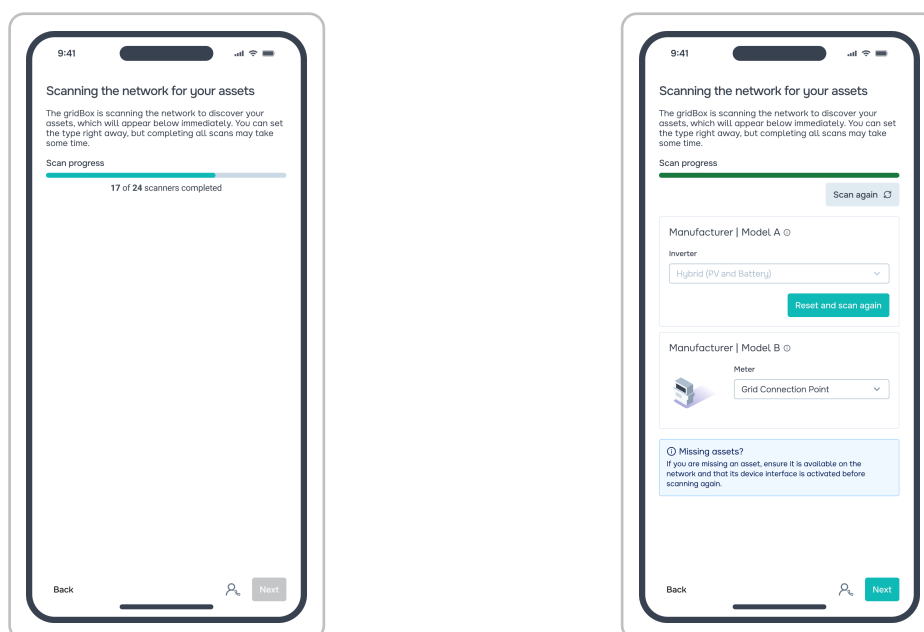 9:41
Scanning the network for your assets
The gridBox is scanning the network to discover your
assets, which will appear below immediately. You can set
the type right away, but completing all scans may take
some time.
Scan progress
17 of 24 scanners completed
Back
Next
9:41
Scanning the network for your assets
The gridBox is scanning the network to discover your
assets, which will appear below immediately. You can set
the type right away, but completing all scans may take
some time.
Scan progress
Scan again
Manufacturer | Model A
Inverter
Hybrid (PV and Battery)
Reset and scan again
Manufacturer | Model B
Meter
Grid Connection Point
Missing assets?
If you are missing an asset, ensure it is available on the
network and that its device interface is activated before
scanning again.
Back
Next